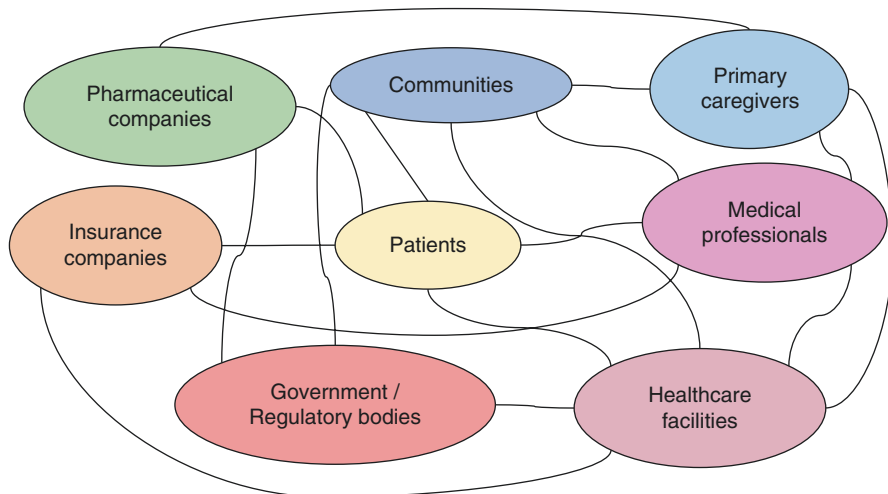 Pharmaceutical
companies
Communities
Primary
caregivers
Insurance
companies
Patients
Medical
professionals
Government /
Regulatory bodies
Healthcare
facilities